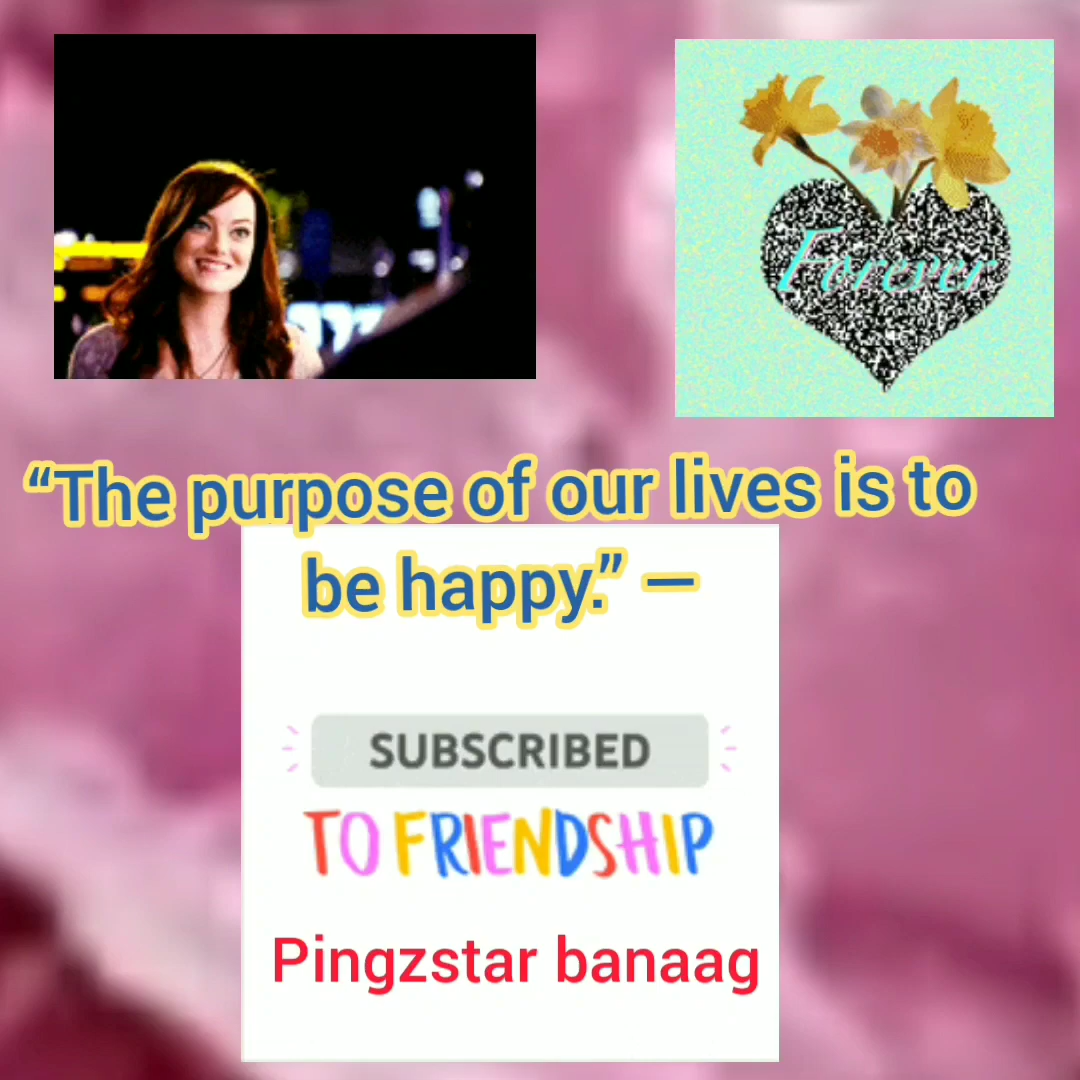 Forever
“The purpose of our lives is to
be happy.” —
SUBSCRIBED
TO FRIENDSHIP
Pingzstar banaag